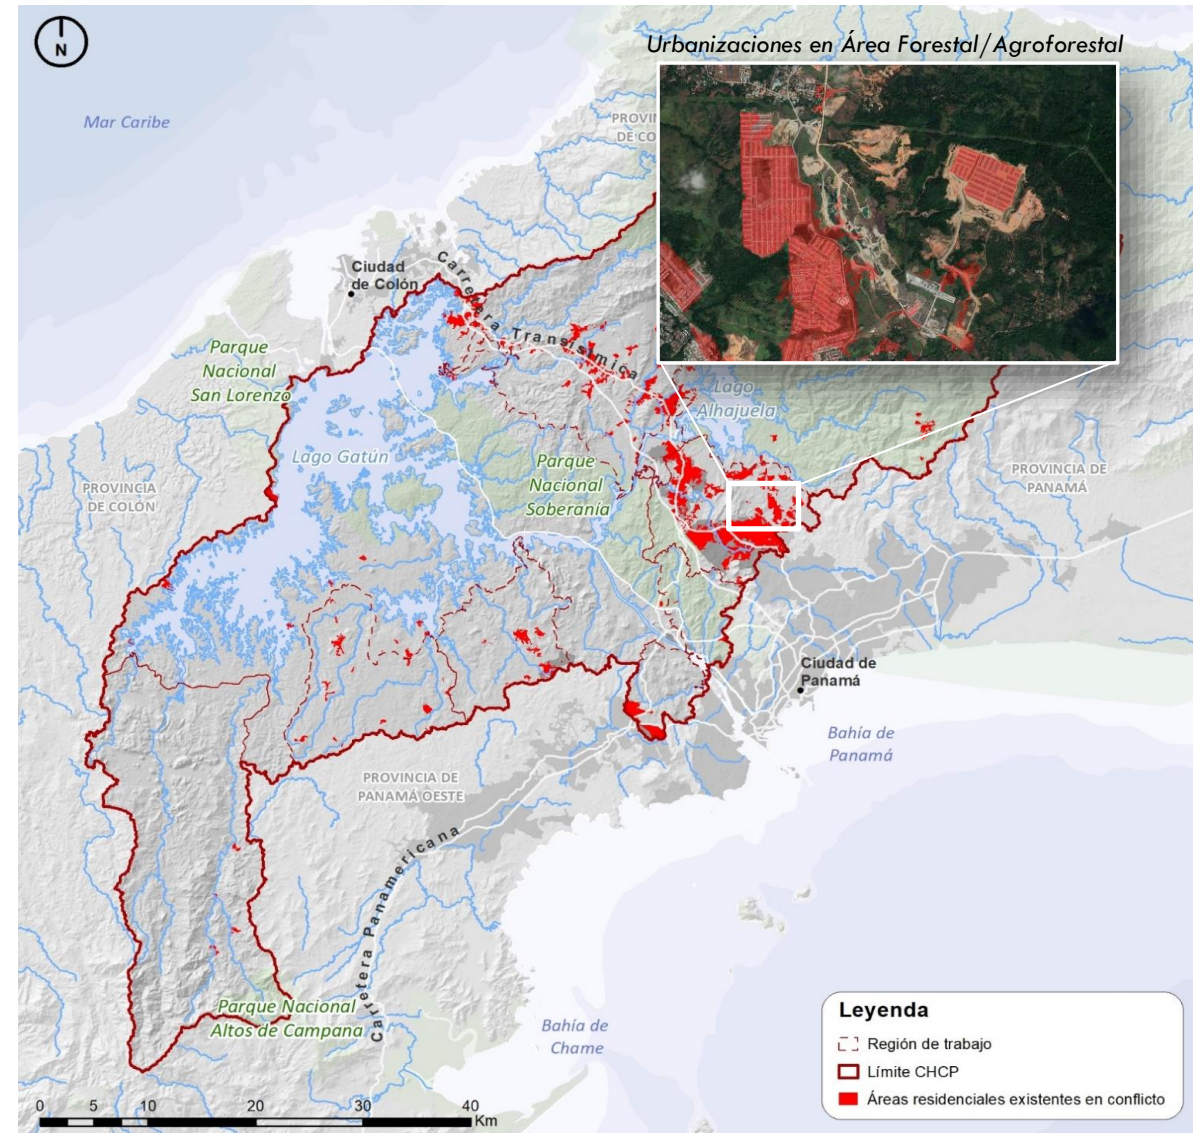 N
Urbanizaciones en Área Forestal/Agroforestal
Mar Caribe
PROVIN
DE CO
Ciudad
de Colón
Carretera Transístmica
Parque
Nacional
San Lorenzo
Lago
Alhajuela
Lago Gatún
Parque
Nacional
Soberanía
PROVINCIA DE
PANAMÁ
PROVINCIA
DE COLÓN
Ciudad de
Panamá
Bahía de
Panamá
PROVINCIA DE
PANAMÁ OESTE
Carretera Panamericana
Parque Nacional
Altos de Campana
Bahía de
Chame
Leyenda
Región de trabajo
Límite CHCP
Áreas residenciales existentes en conflicto
0 5 10 20 30 40
Km